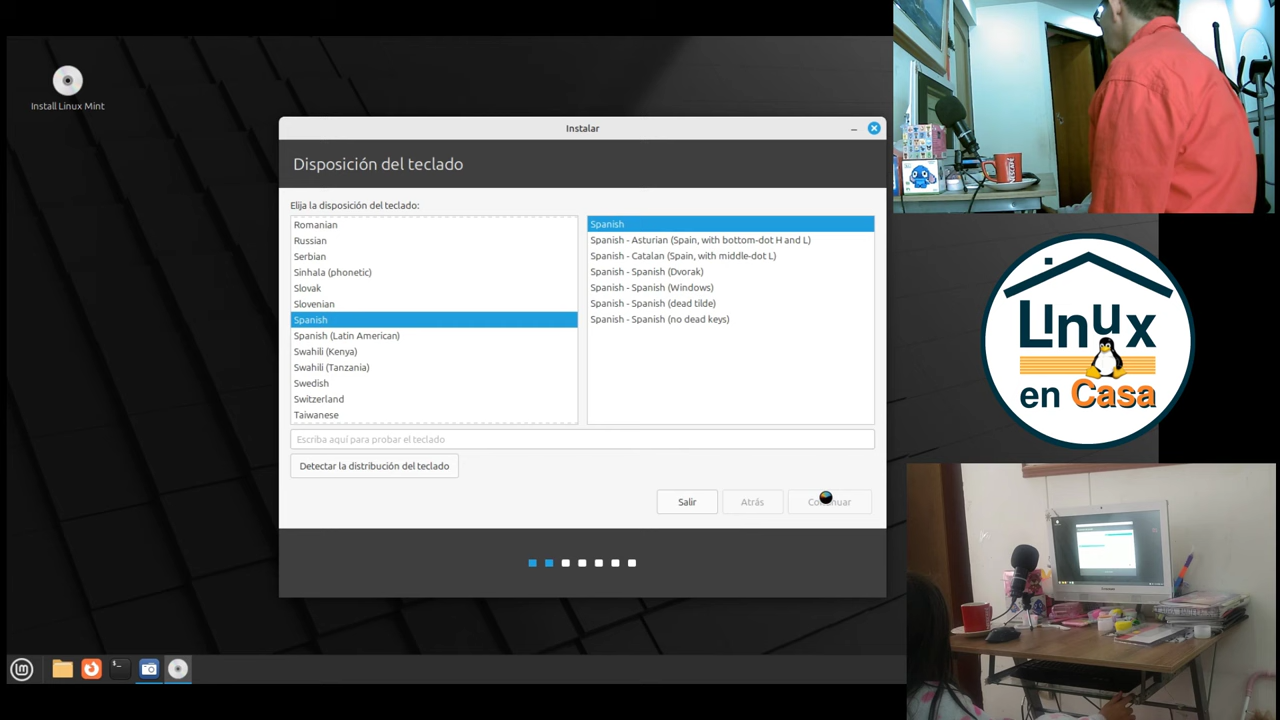 Install Linux Mint
Instalar
Disposición del teclado
Elija la disposición del teclado:
Romanian
Russian
Serbian
Sinhala (phonetic)
Slovak
Slovenian
Spanish
Spanish (Latin American)
Swahili (Kenya)
Swahili (Tanzania)
Swedish
Switzerland
Taiwanese
Spanish
Spanish - Asturian (Spain, with bottom-dot H and L)
Spanish - Catalan (Spain, with middle-dot L)
Spanish - Spanish (Dvorak)
Spanish - Spanish (Windows)
Spanish - Spanish (dead tilde)
Spanish - Spanish (no dead keys)
Escriba aquí para probar el teclado
Detectar la distribución del teclado
Salir
Atrás
Continuar
LInux
en Casa